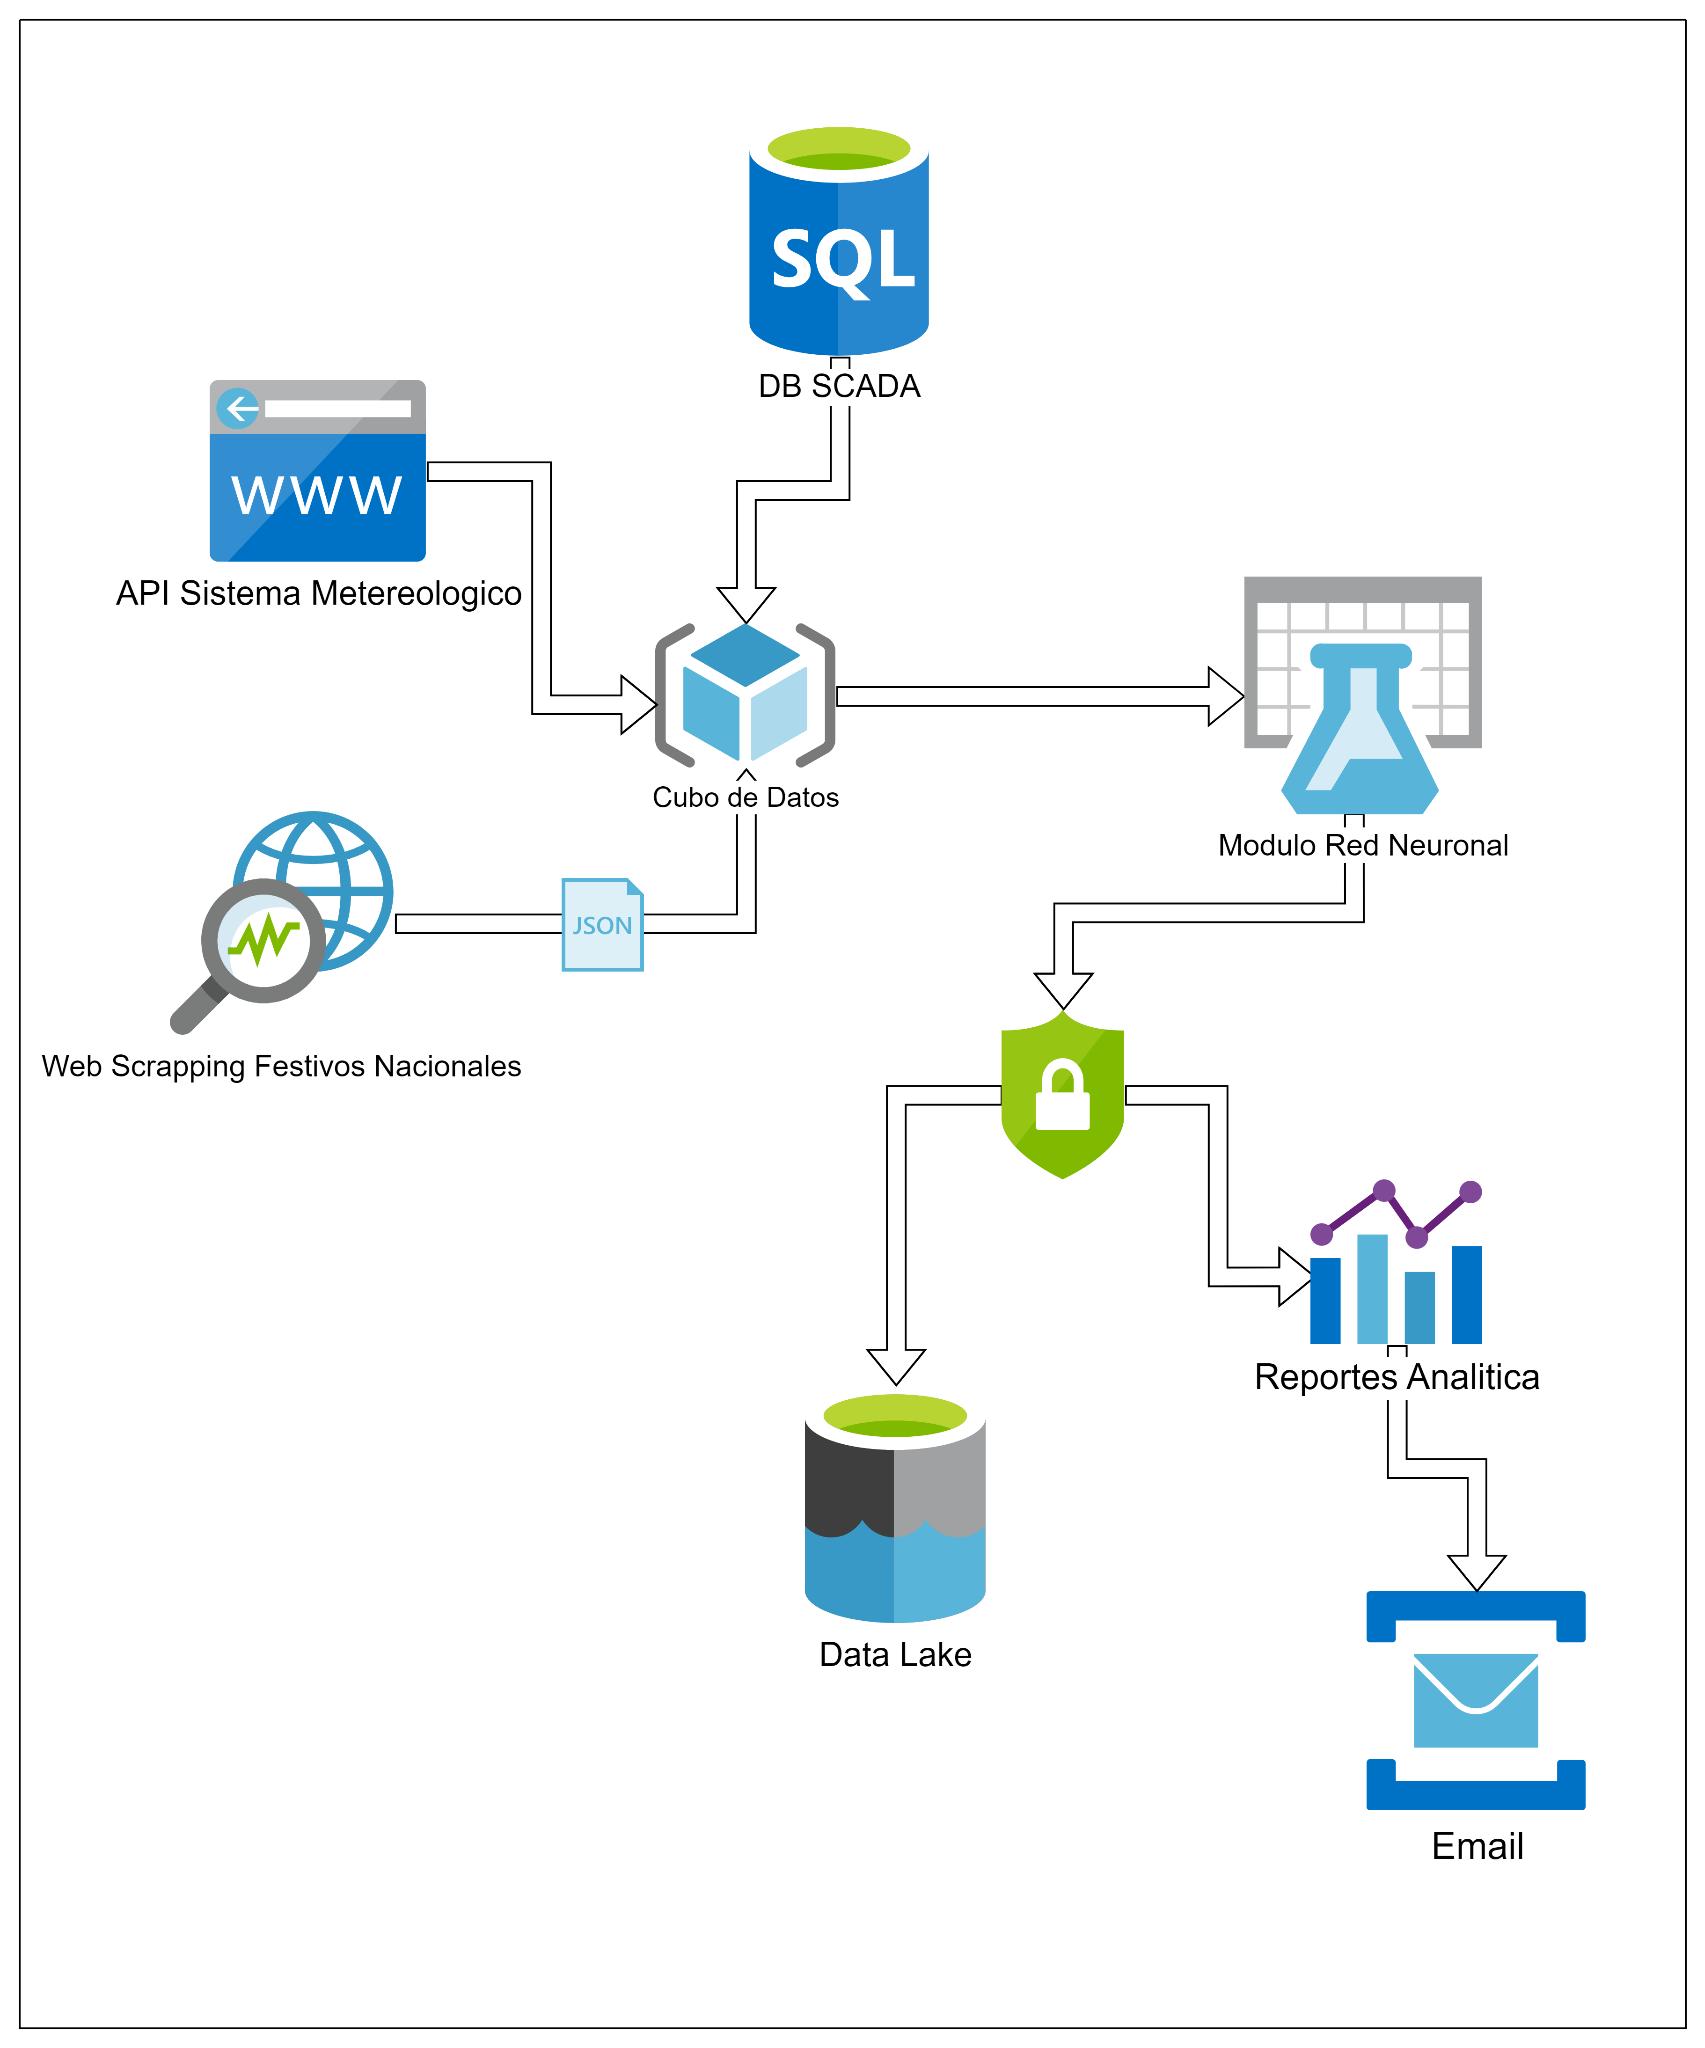 SQL
DB SCADA
WWW
API Sistema Metereologico
Cubo de Datos
Modulo Red Neuronal
JSON
Web Scrapping Festivos Nacionales
Reportes Analitica
Data Lake
Email